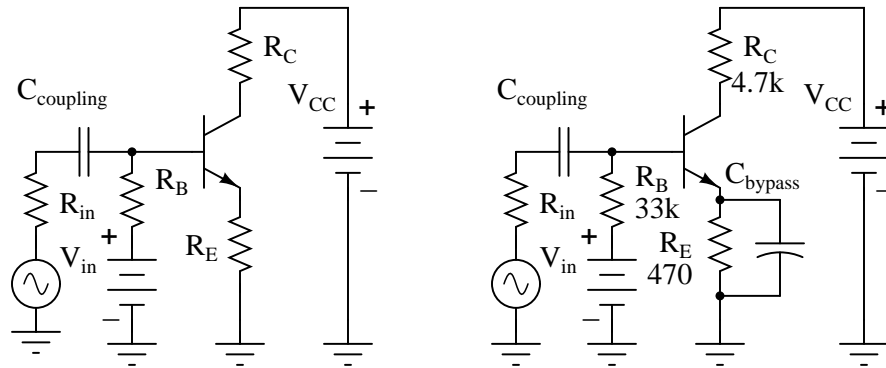 R_C
C_coupling
V_CC
+
−
R_B
R_in
+
V_in
R_E
−
R_C
4.7k
C_coupling
V_CC
+
−
R_B
33k
C_bypass
R_in
+
V_in
R_E
470
−